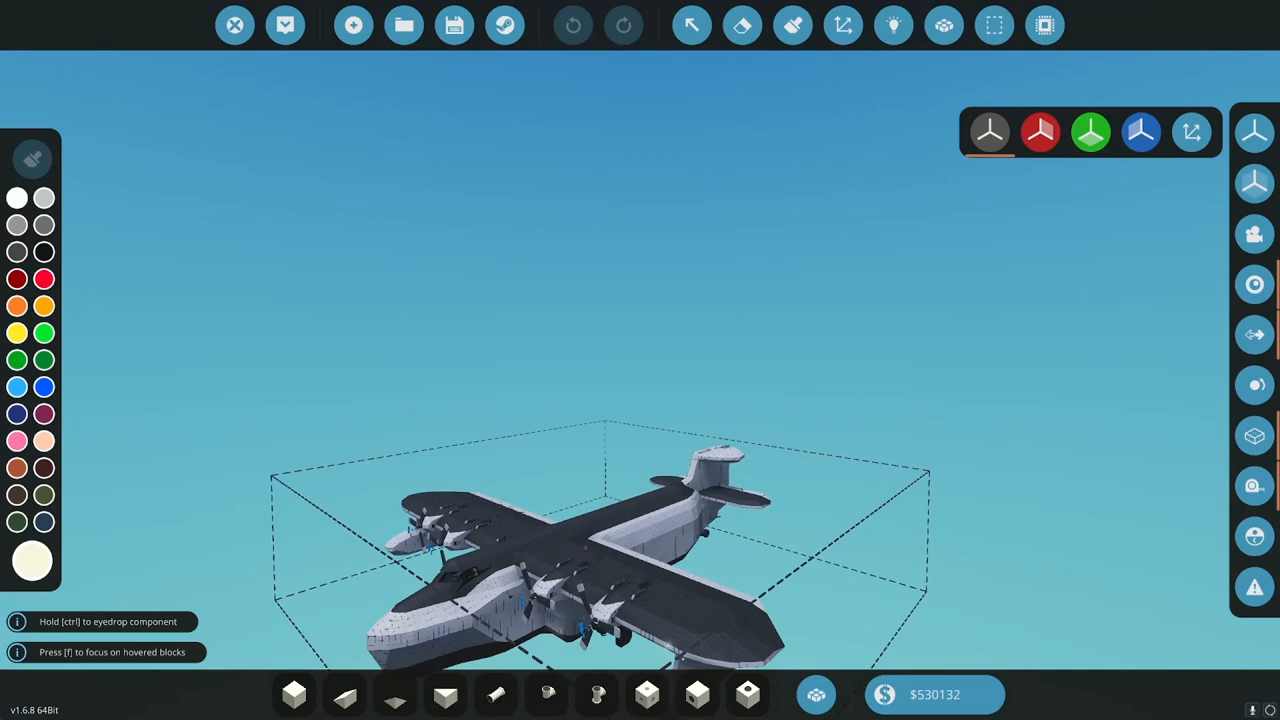 Hold [ctrl] to eyedrop component
Press [f] to focus on hovered blocks
$530132
v1.6.8 64Bit